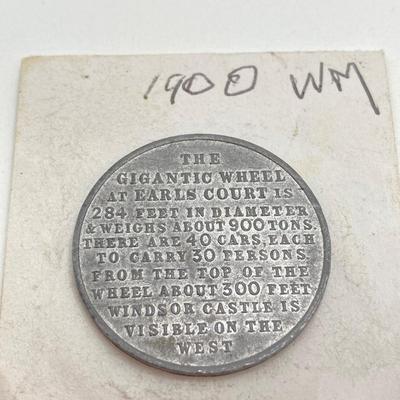 1900 WM
THE
GIGANTIC WHEEL
AT EARLS COURT IS
284 FEET IN DIAMETER
& WEIGHS ABOUT 900 TONS.
THERE ARE 40 CARS, EACH
TO CARRY 30 PERSONS.
FROM THE TOP OF THE
WHEEL ABOUT 300 FEET
WINDSOR CASTLE IS
VISIBLE ON THE
WEST